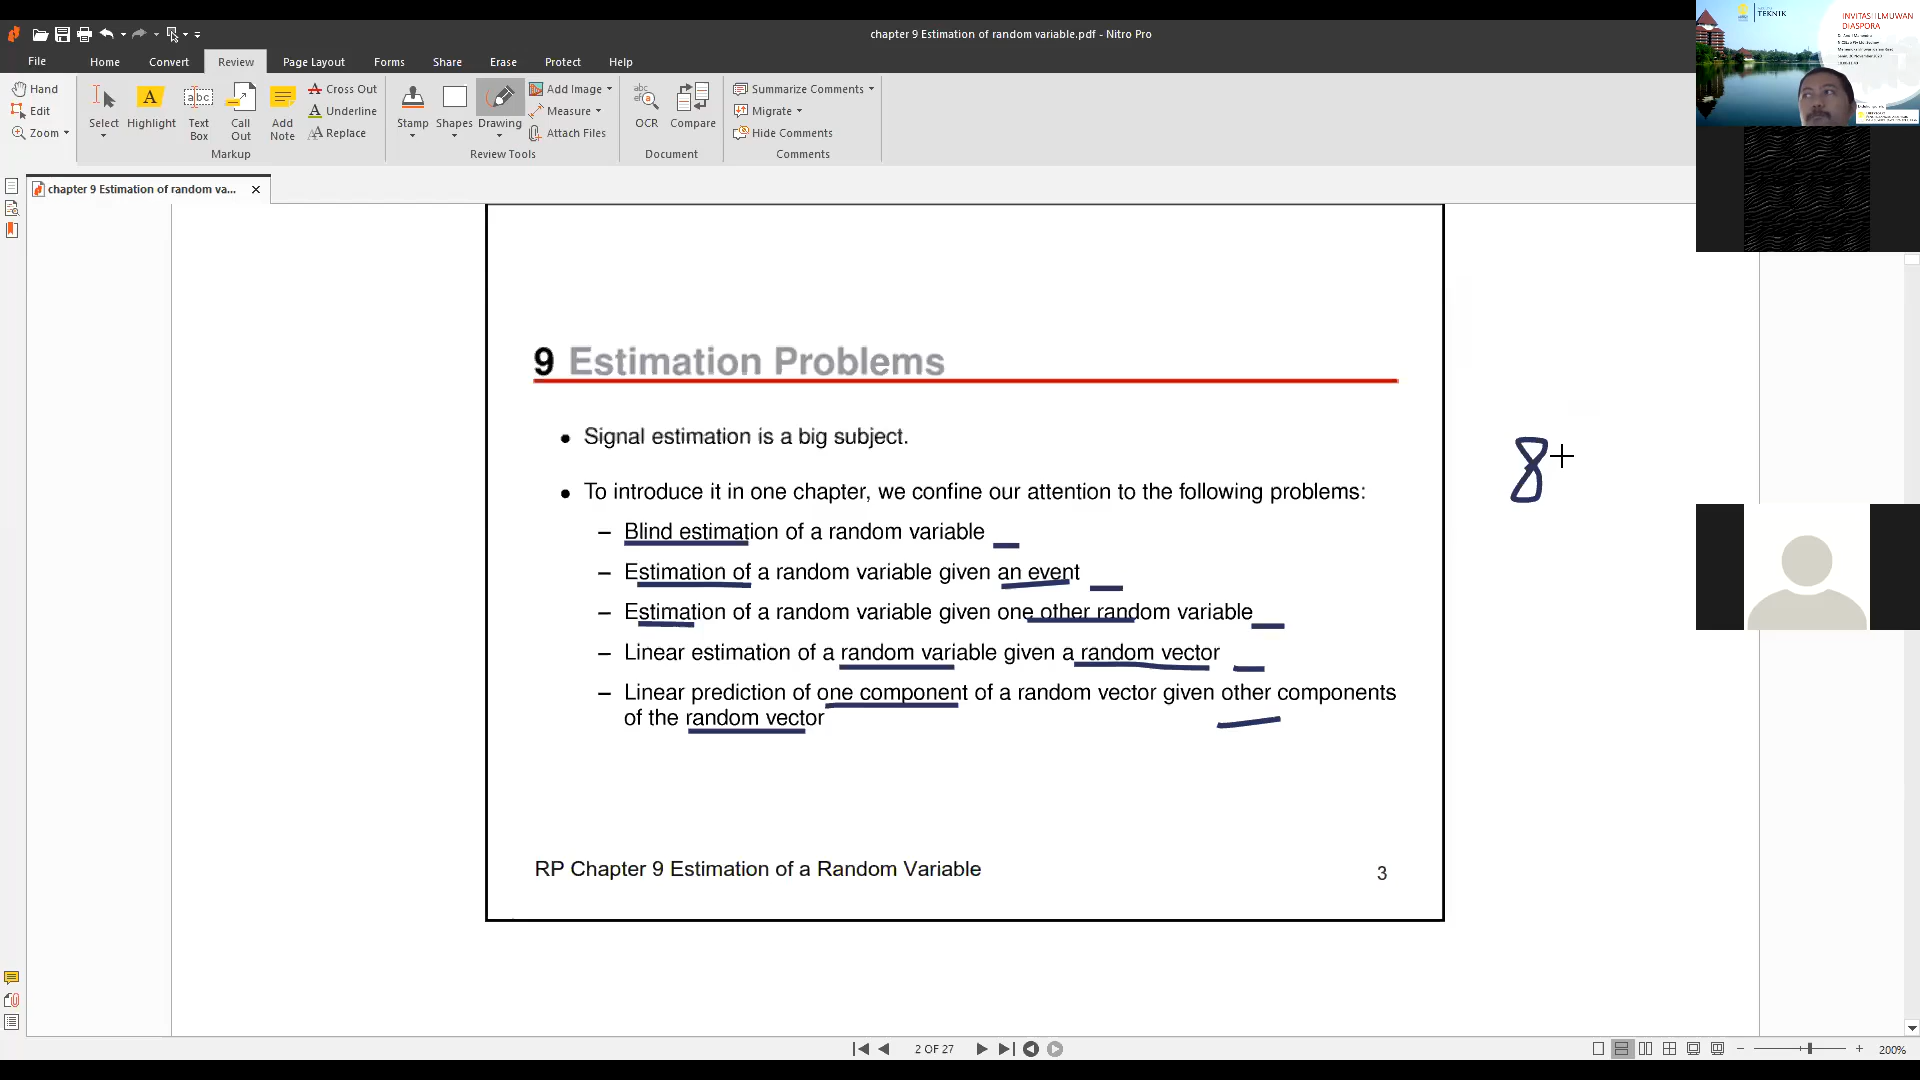 chapter 9 Estimation of random variable.pdf - Nitro Pro
File
Home
Convert
Review
Page Layout
Forms
Share
Erase
Protect
Help
Hand
Edit
Zoom
Select
Highlight
Text Box
Call Out
Add Note
Cross Out
Underline
Replace
Markup
Stamp
Shapes
Drawing
Add Image
Measure
Attach Files
Review Tools
OCR
Compare
Document
Summarize Comments
Migrate
Hide Comments
Comments
chapter 9 Estimation of random va...
TEKNIK
INVITASI ILMUWAN
DIASPORA
9 Estimation Problems
• Signal estimation is a big subject.
• To introduce it in one chapter, we confine our attention to the following problems:
– Blind estimation of a random variable
– Estimation of a random variable given an event
– Estimation of a random variable given one other random variable
– Linear estimation of a random variable given a random vector
– Linear prediction of one component of a random vector given other components
of the random vector
8
RP Chapter 9 Estimation of a Random Variable
3
2 OF 27
200%